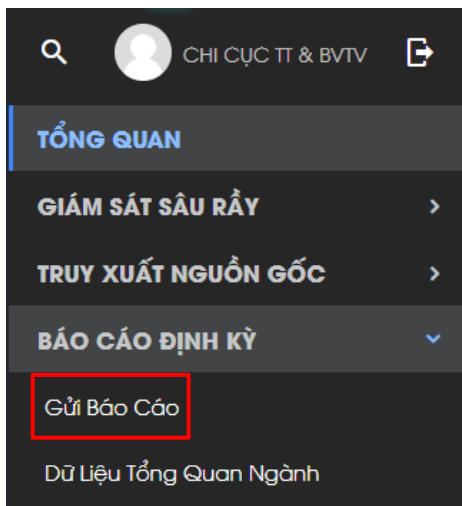 CHI CỤC TT & BVTV
TỔNG QUAN
GIÁM SÁT SÂU RẦY
TRUY XUẤT NGUỒN GỐC
BÁO CÁO ĐỊNH KỲ
Gửi Báo Cáo
Dữ Liệu Tổng Quan Ngành